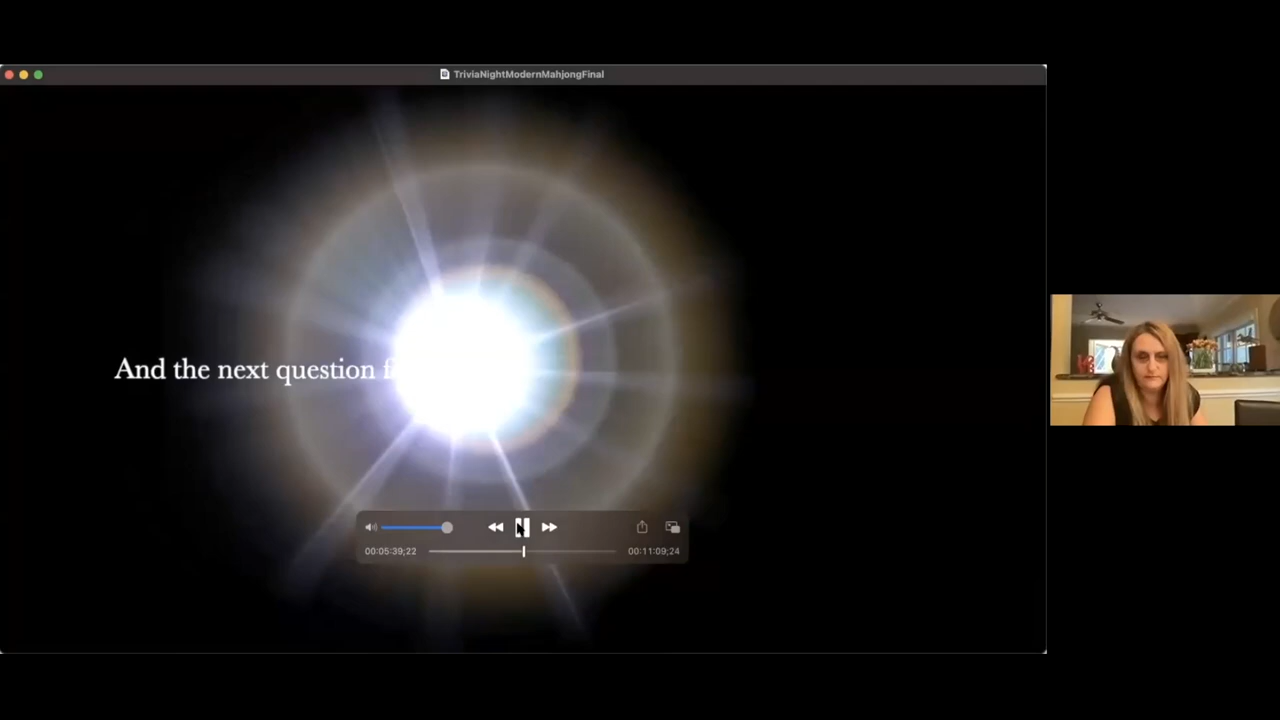 TriviaNightModernMahjongFinal
And the next question f
00:05:39;22
00:11:09;24